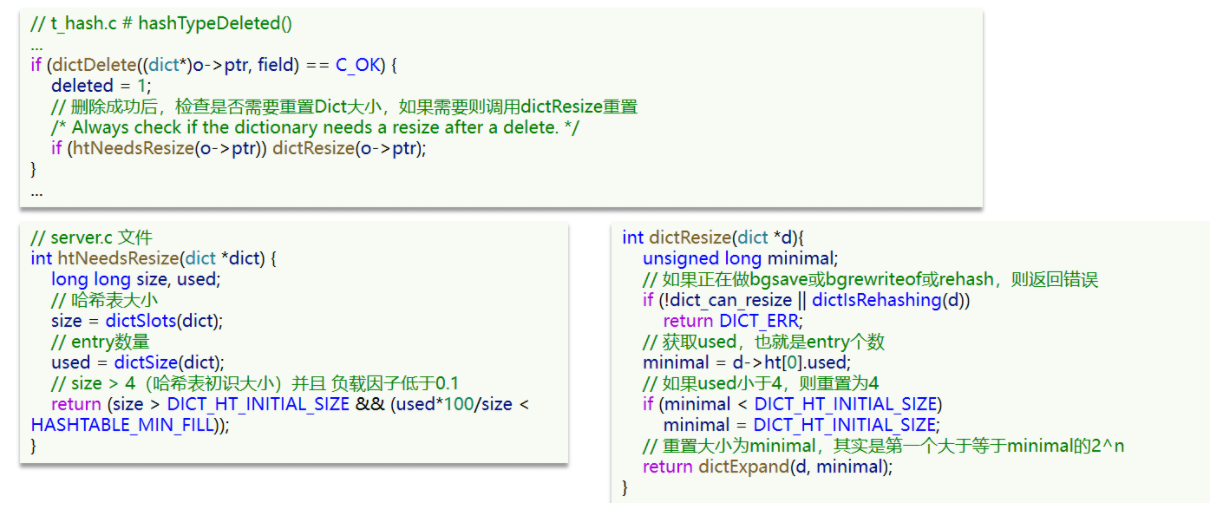 // t_hash.c # hashTypeDeleted()
...
if (dictDelete((dict*)o->ptr, field) == C_OK) {
deleted = 1;
// 删除成功后，检查是否需要重置Dict大小，如果需要则调用dictResize重置
/* Always check if the dictionary needs a resize after a delete. */
if (htNeedsResize(o->ptr)) dictResize(o->ptr);
}
...
// server.c 文件
int htNeedsResize(dict *dict) {
long long size, used;
// 哈希表大小
size = dictSlots(dict);
// entry数量
used = dictSize(dict);
// size > 4（哈希表初识大小）并且 负载因子低于0.1
return (size > DICT_HT_INITIAL_SIZE && (used*100/size <
HASHTABLE_MIN_FILL));
}
int dictResize(dict *d){
unsigned long minimal;
// 如果正在做bgsave或bgrewriteof或rehash，则返回错误
if (!dict_can_resize || dictIsRehashing(d))
return DICT_ERR;
// 获取used，也就是entry个数
minimal = d->ht[0].used;
// 如果used小于4，则重置为4
if (minimal < DICT_HT_INITIAL_SIZE)
minimal = DICT_HT_INITIAL_SIZE;
// 重置大小为minimal，其实是第一个大于等于minimal的2^n
return dictExpand(d, minimal);
}